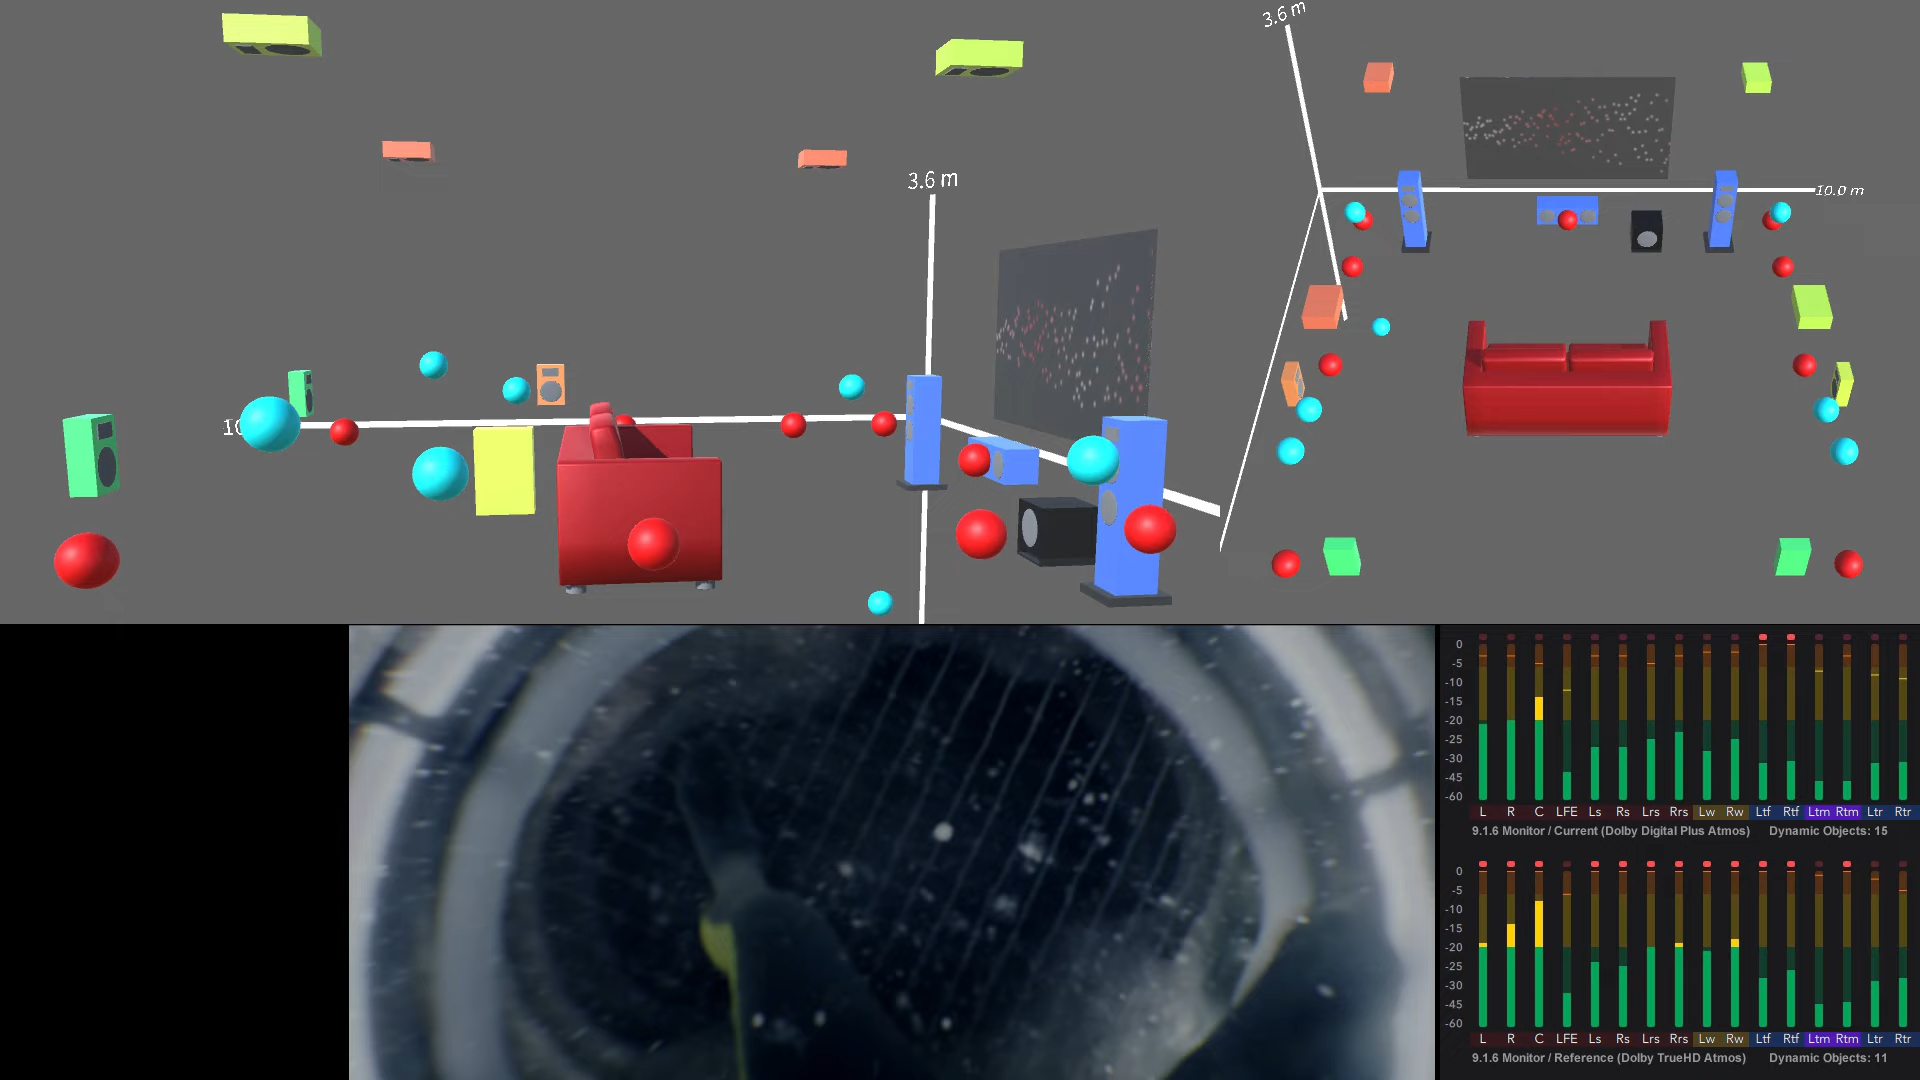 3.6 m
3.6 m
10.0 m
10
0
-5
-10
-15
-20
-25
-30
-45
-60
L R C LFE Ls Rs Lrs Rrs Lw Rw Ltf Rtf Ltm Rtm Ltr Rtr
9.1.6 Monitor / Current (Dolby Digital Plus Atmos) Dynamic Objects: 15
0
-5
-10
-15
-20
-25
-30
-45
-60
L R C LFE Ls Rs Lrs Rrs Lw Rw Ltf Rtf Ltm Rtm Ltr Rtr
9.1.6 Monitor / Reference (Dolby TrueHD Atmos) Dynamic Objects: 11